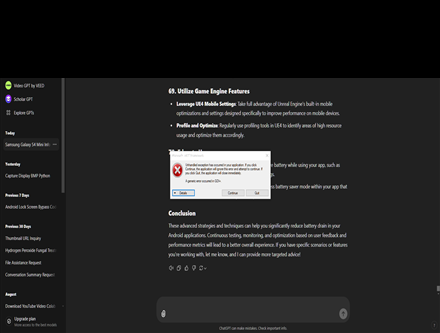 Video GPT by VEED
Scholar GPT
Explore GPTs
Today
Samsung Galaxy S4 Mini Int
Yesterday
Capture Display BMP Python
Previous 7 Days
Android Lock Screen Bypass
Previous 30 Days
Thumbnail URL Inquiry
Hydrogen Peroxide Fungal
File Assistance Request
Conversation Summary Request
August
Download YouTube Video
Upgrade plan
More access to the best models
69. Utilize Game Engine Features
• Leverage UE4 Mobile Settings: Take full advantage of Unreal Engine's built-in mobile
optimizations and settings designed specifically to improve performance on mobile devices.
• Profile and Optimize: Regularly use profiling tools in UE4 to identify areas of high resource
usage and optimize them accordingly.
battery while using your app, such as
battery saver mode within your app that
Unhandled exception has occurred in your application. If you click
Continue, the application will ignore this error and attempt to continue. If
you click Quit, the application will close immediately.
A generic error occurred in GDI+.
Details
Continue
Quit
Conclusion
These advanced strategies and techniques can help you significantly reduce battery drain in your
Android applications. Continuous testing, monitoring, and optimization based on user feedback and
performance metrics will lead to a better overall experience. If you have specific scenarios or features
you're working with, let me know, and I can provide more targeted advice!
ChatGPT can make mistakes. Check important info.